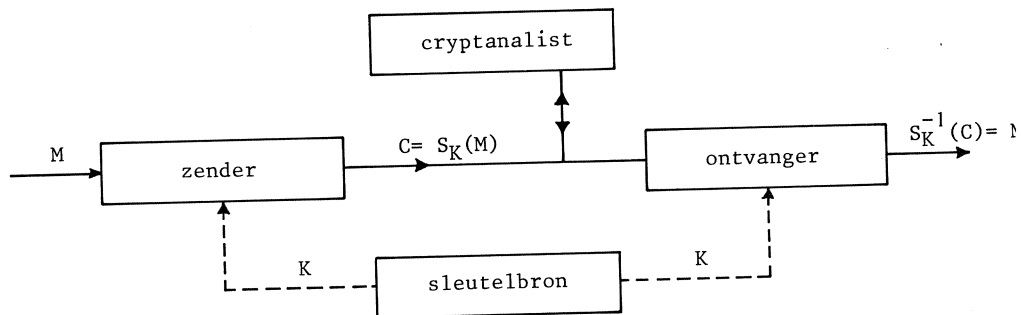 cryptanalist
M
zender
C= S_K(M)
ontvanger
S_K^{-1}(C)= M
K
sleutelbron
K